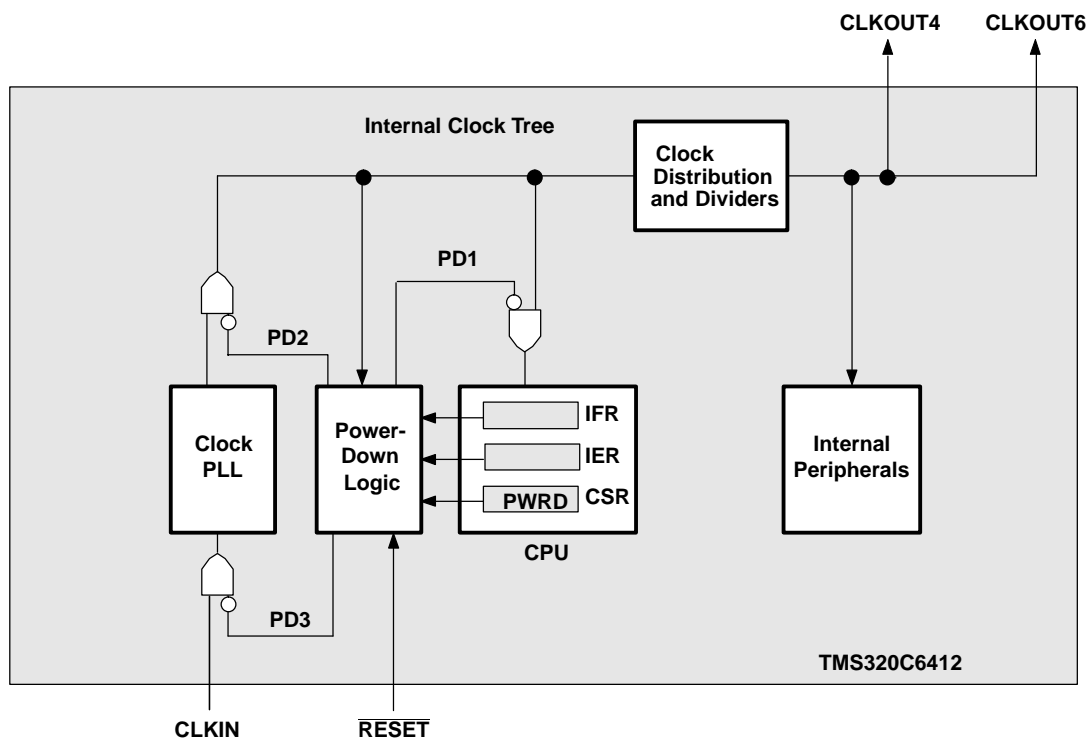 CLKOUT4 CLKOUT6
Internal Clock Tree
Clock
Distribution
and Dividers
PD1
PD2
Clock
PLL
Power-
Down
Logic
IFR
IER
PWRD CSR
CPU
Internal
Peripherals
PD3
TMS320C6412
CLKIN RESET